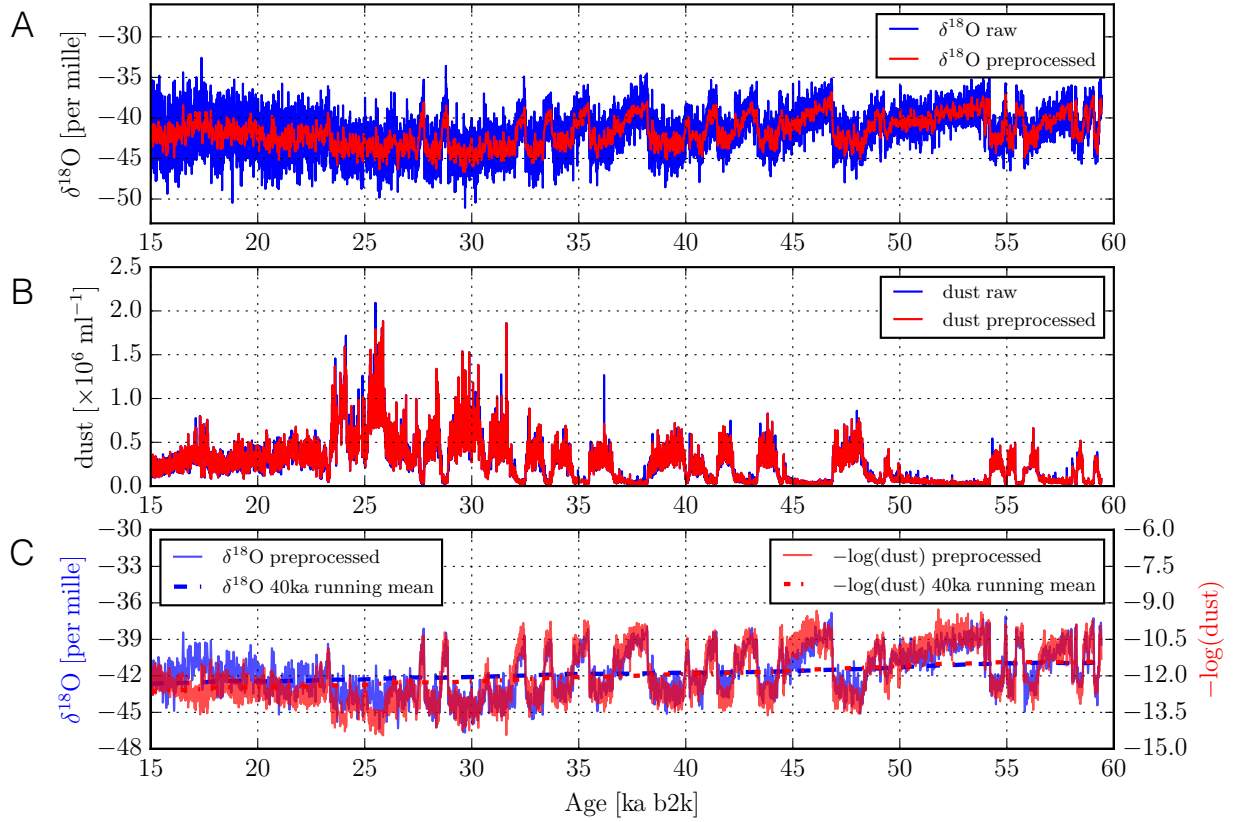 A
δ¹⁸O [per mille]
−30
−35
−40
−45
−50
δ¹⁸O raw
δ¹⁸O preprocessed
15 20 25 30 35 40 45 50 55 60
B
dust [×10⁶ ml⁻¹]
2.5
2.0
1.5
1.0
0.5
0.0
dust raw
dust preprocessed
15 20 25 30 35 40 45 50 55 60
C
δ¹⁸O [per mille]
−30
−33
−36
−39
−42
−45
−48
δ¹⁸O preprocessed
δ¹⁸O 40ka running mean
−log(dust) preprocessed
−log(dust) 40ka running mean
−6.0
−7.5
−9.0
−10.5
−12.0
−13.5
−15.0
−log(dust)
15 20 25 30 35 40 45 50 55 60
Age [ka b2k]